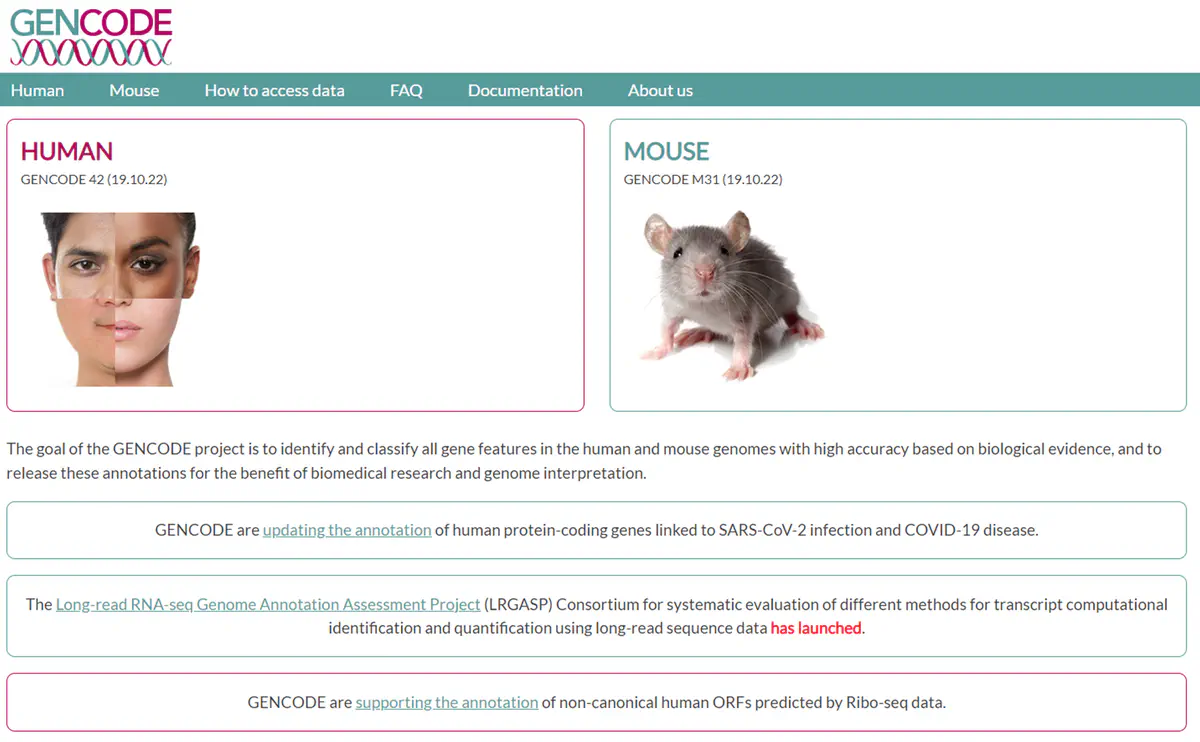 GENCODE
Human Mouse How to access data FAQ Documentation About us
HUMAN
GENCODE 42 (19.10.22)
MOUSE
GENCODE M31 (19.10.22)
The goal of the GENCODE project is to identify and classify all gene features in the human and mouse genomes with high accuracy based on biological evidence, and to
release these annotations for the benefit of biomedical research and genome interpretation.
GENCODE are updating the annotation of human protein-coding genes linked to SARS-CoV-2 infection and COVID-19 disease.
The Long-read RNA-seq Genome Annotation Assessment Project (LRGASP) Consortium for systematic evaluation of different methods for transcript computational
identification and quantification using long-read sequence data has launched.
GENCODE are supporting the annotation of non-canonical human ORFs predicted by Ribo-seq data.